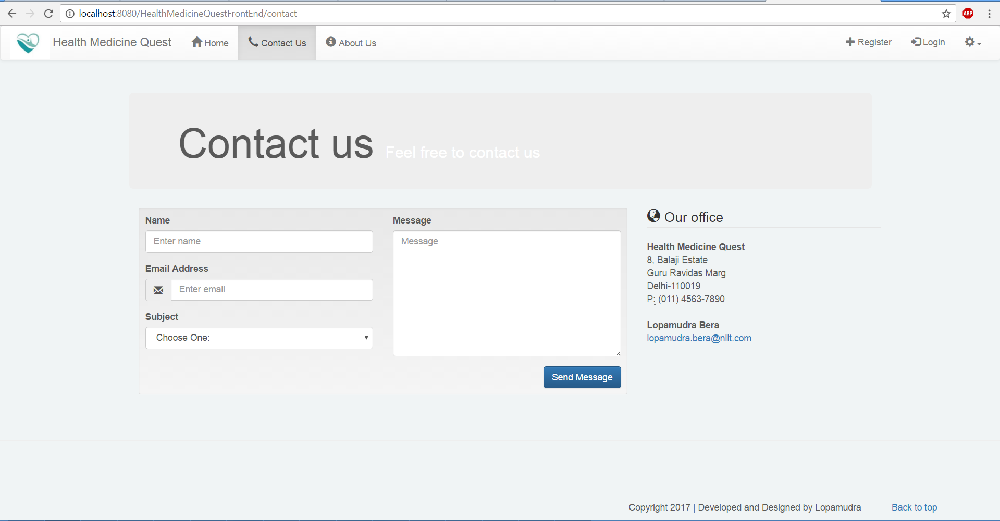 localhost:8080/HealthMedicineQuestFrontEnd/contact
ABP
Health Medicine Quest
Home
Contact Us
About Us
Register
Login
Contact us Feel free to contact us
Name
Enter name
Email Address
Enter email
Subject
Choose One:
Message
Message
Send Message
Our office
Health Medicine Quest
8, Balaji Estate
Guru Ravidas Marg
Delhi-110019
P: (011) 4563-7890
Lopamudra Bera
lopamudra.bera@niit.com
Copyright 2017 | Developed and Designed by Lopamudra
Back to top